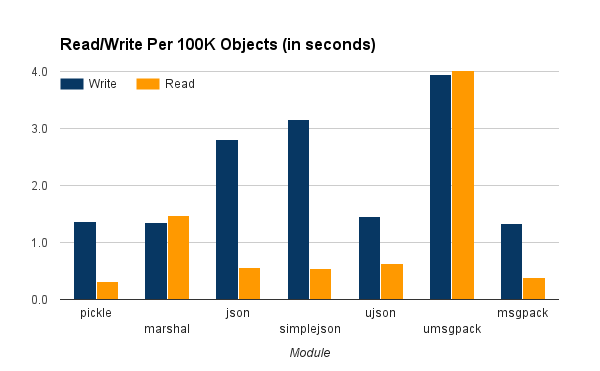 Read/Write Per 100K Objects (in seconds)
4.0
Write Read
3.0
2.0
1.0
0.0
pickle json ujson msgpack
marshal simplejson umsgpack
Module